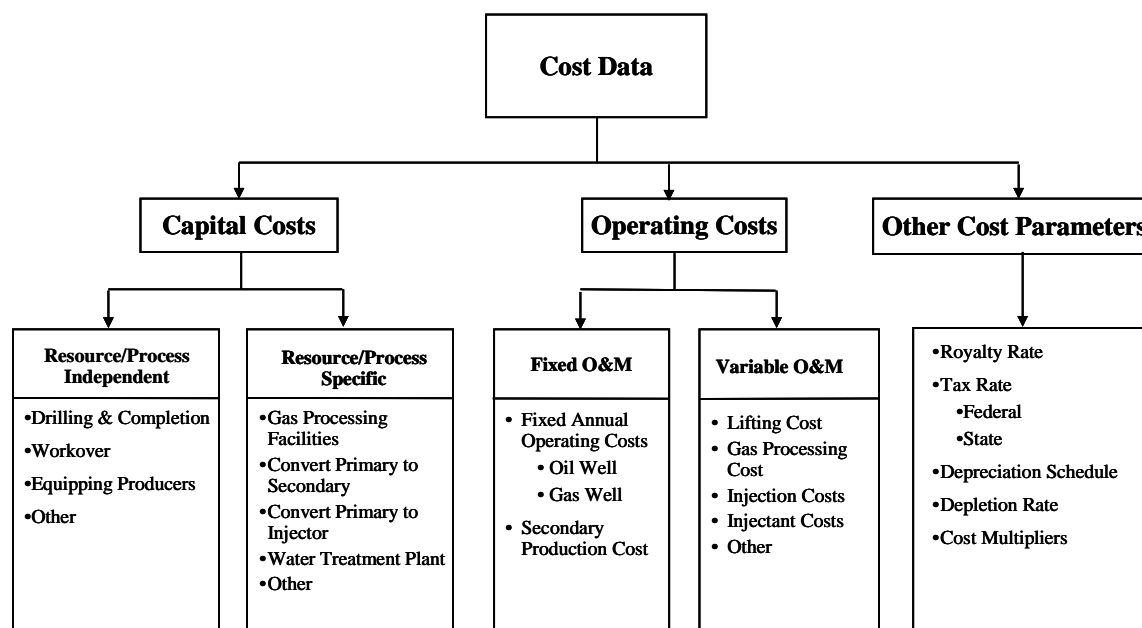 Cost Data
Capital Costs
Operating Costs
Other Cost Parameters
Resource/Process
Independent
•Drilling & Completion
•Workover
•Equipping Producers
•Other
Resource/Process
Specific
•Gas Processing
Facilities
•Convert Primary to
Secondary
•Convert Primary to
Injector
•Water Treatment Plant
•Other
Fixed O&M
• Fixed Annual
Operating Costs
• Oil Well
• Gas Well
• Secondary
Production Cost
Variable O&M
• Lifting Cost
• Gas Processing
Cost
• Injection Costs
• Injectant Costs
• Other
•Royalty Rate
•Tax Rate
•Federal
•State
•Depreciation Schedule
•Depletion Rate
•Cost Multipliers